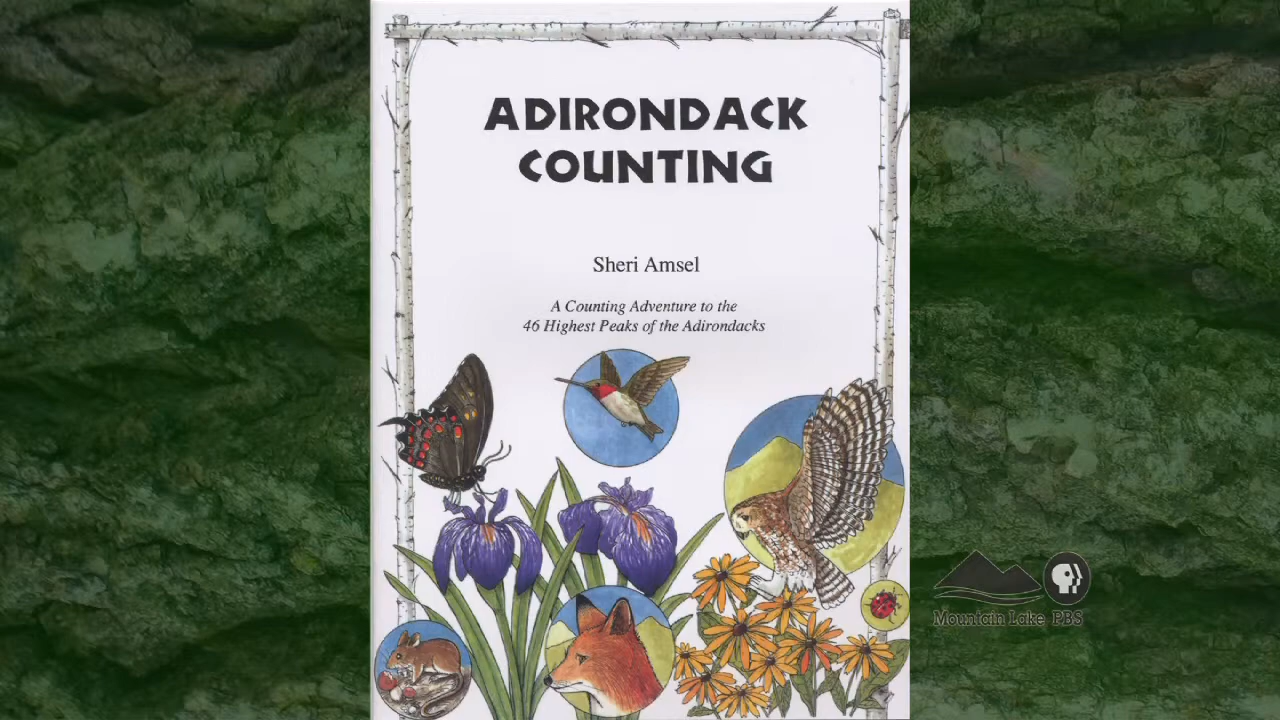 ADIRONDACK
COUNTING
Sheri Amsel
A Counting Adventure to the
46 Highest Peaks of the Adirondacks
Mountain Lake PBS